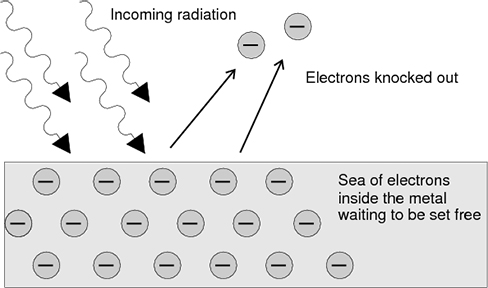 Incoming radiation
Electrons knocked out
Sea of electrons
inside the metal
waiting to be set free